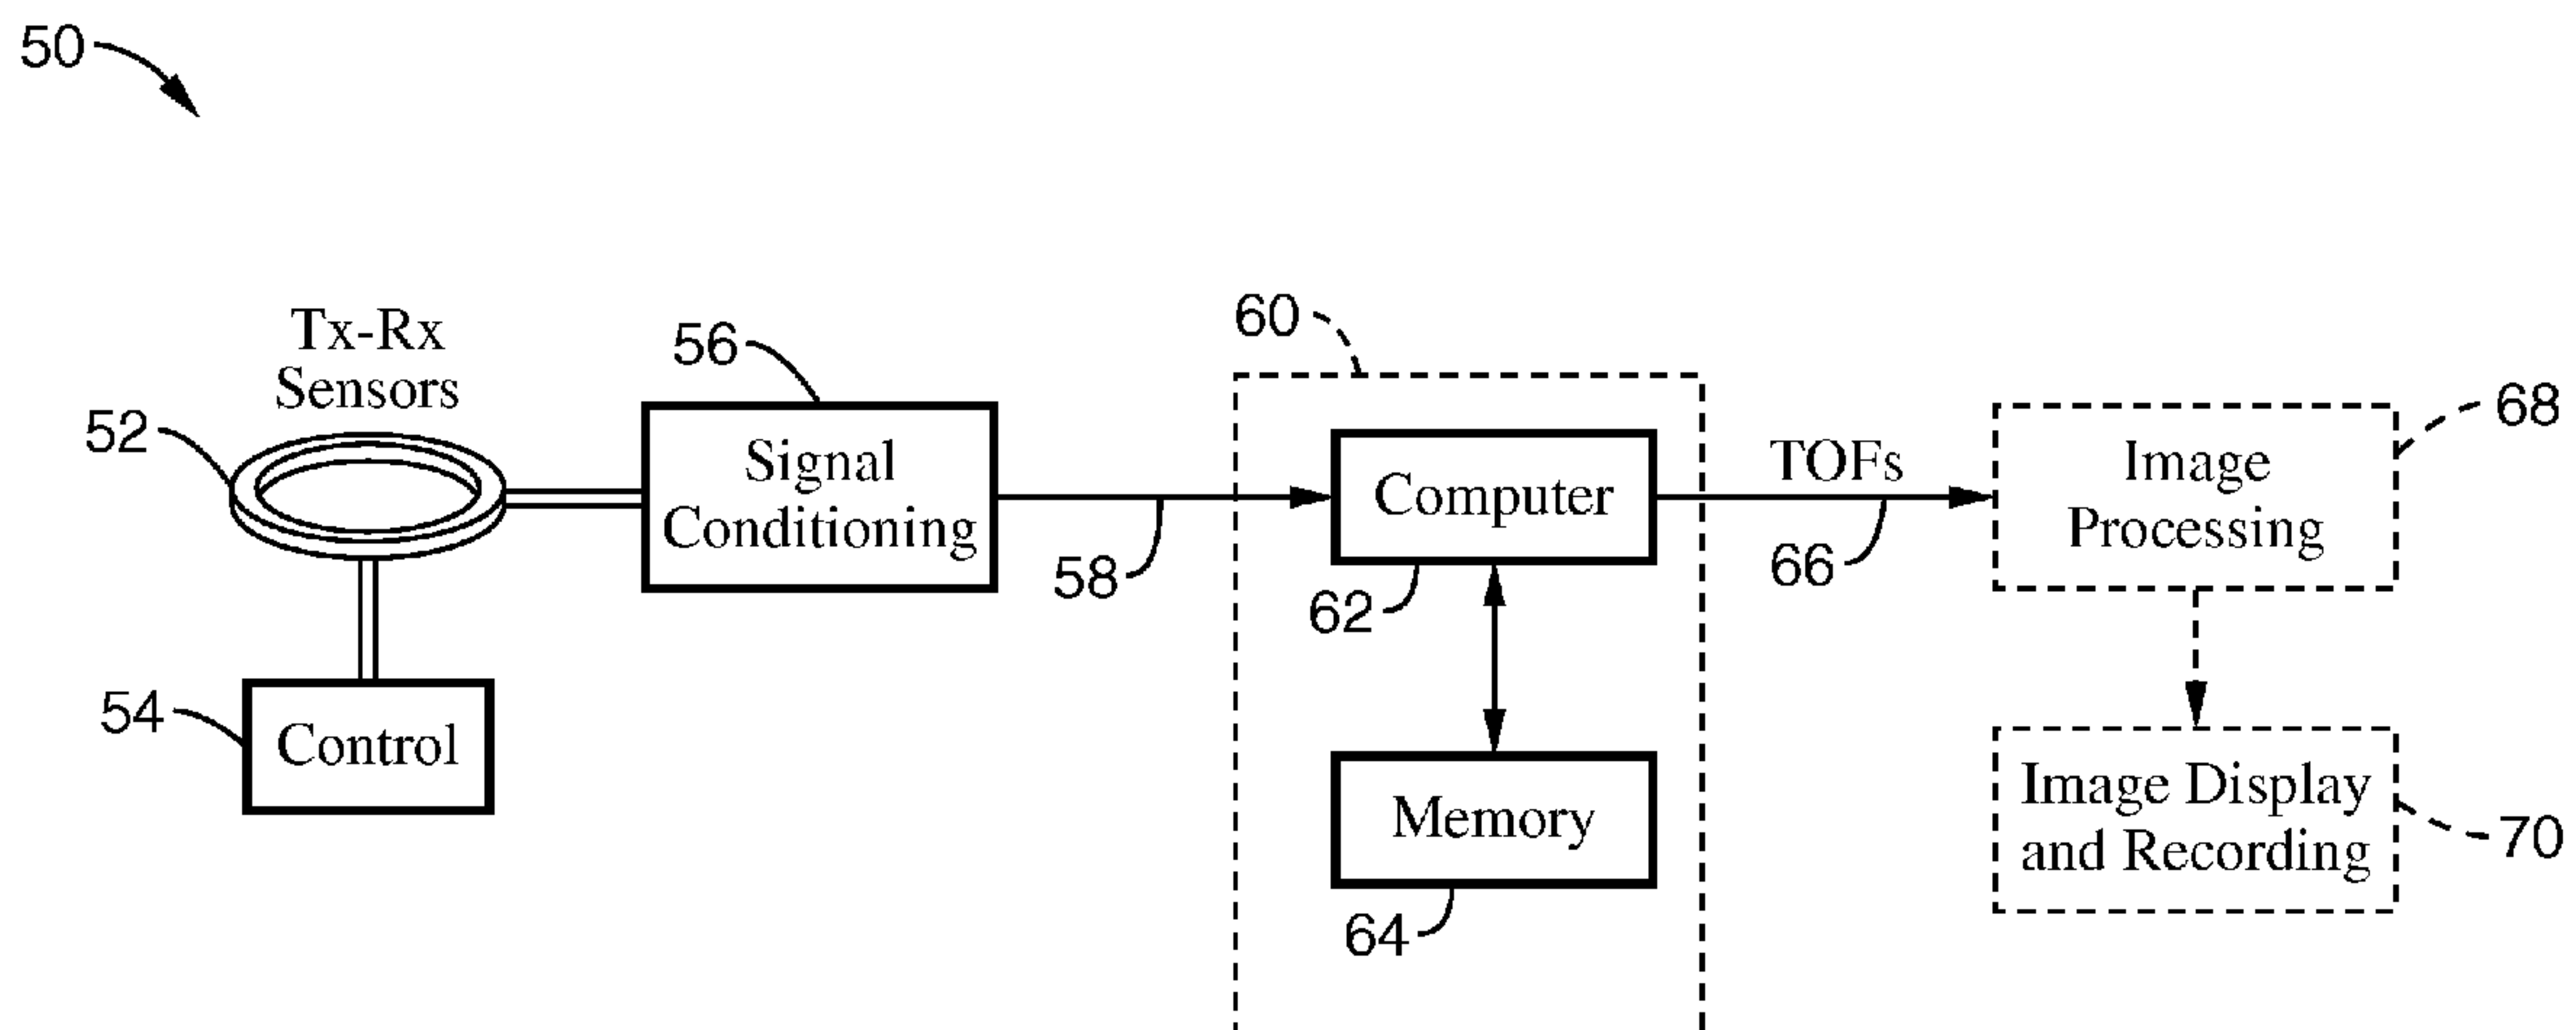 50
Tx-Rx
Sensors
52
54
Control
56
Signal
Conditioning
58
60
Computer
62
Memory
64
TOFs
66
Image
Processing
68
Image Display
and Recording
70